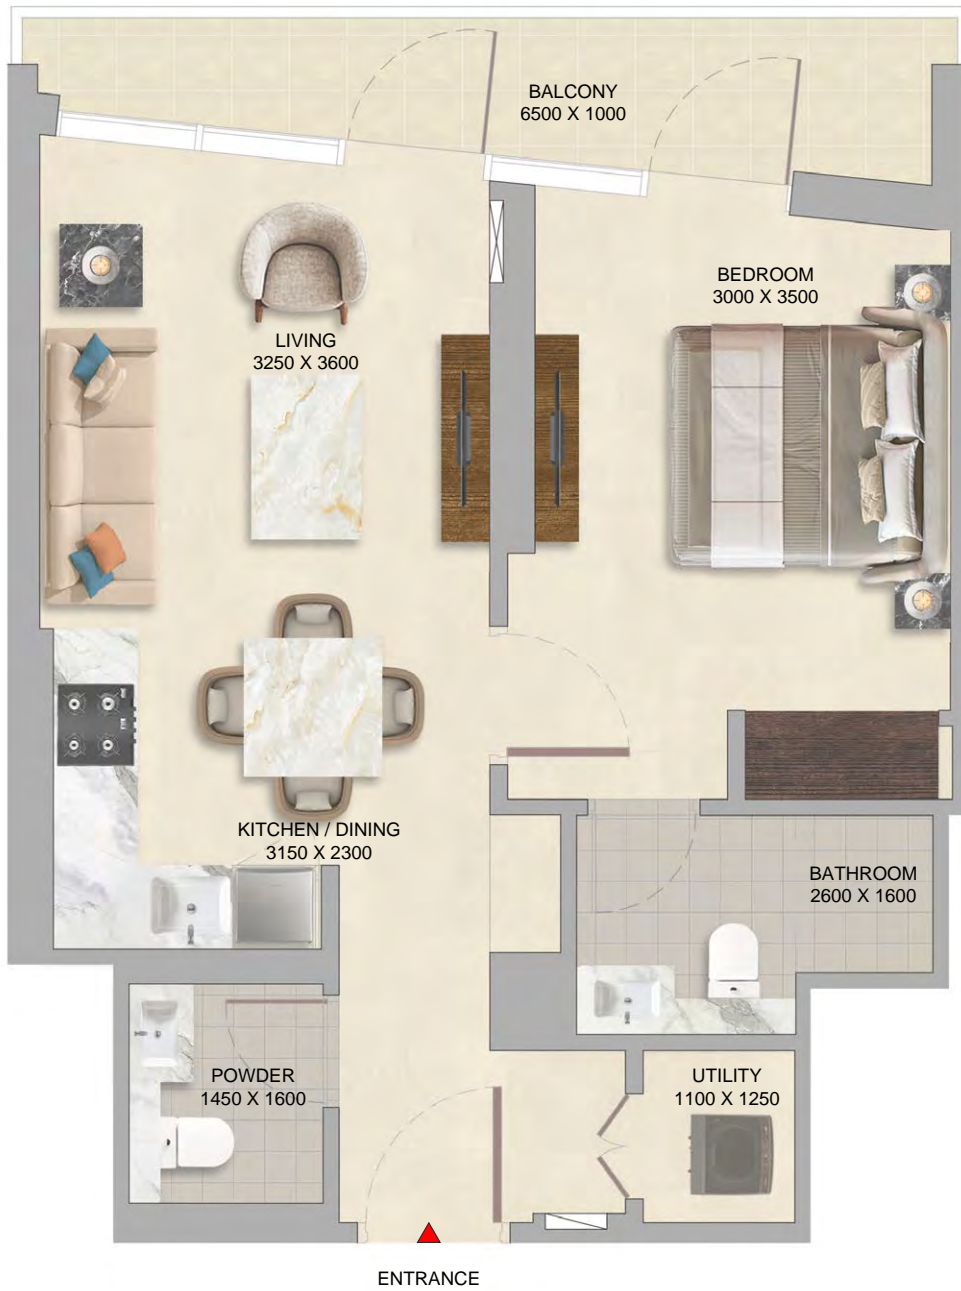 BALCONY
6500 X 1000
BEDROOM
3000 X 3500
LIVING
3250 X 3600
KITCHEN / DINING
3150 X 2300
BATHROOM
2600 X 1600
POWDER
1450 X 1600
UTILITY
1100 X 1250
ENTRANCE